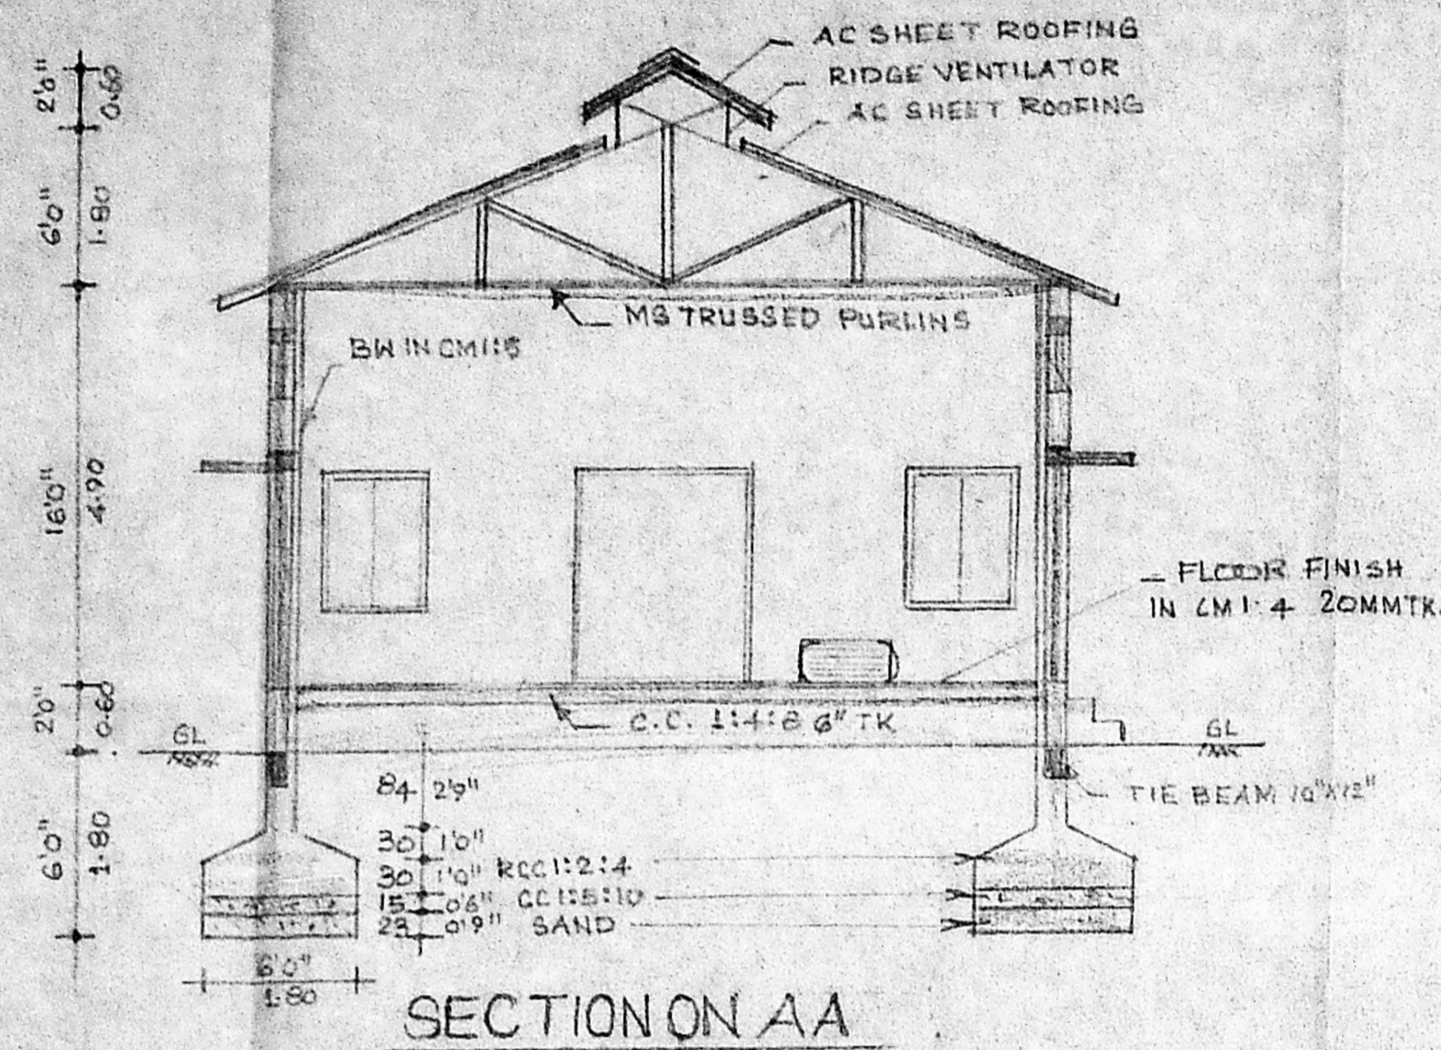 AC SHEET ROOFING
RIDGE VENTILATOR
AC SHEET ROOFING
2'0"
0.60
6'0"
1.80
MS TRUSSED PURLINS
BW IN CM1:5
16'0"
4.90
FLOOR FINISH
IN CM 1:4 20MMTK.
2'0"
0.60
C.C. 1:4:8 6" TK
GL
GL
84 2'9"
TIE BEAM 10"X12"
6'0"
1.80
30 1'0"
30 1'0" RCC1:2:4
15 0'6" CC1:5:10
23 0'9" SAND
6'0"
1.80
SECTION ON AA